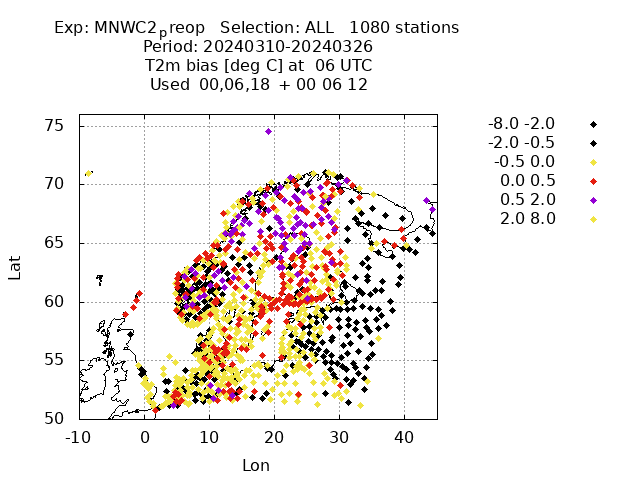 Exp: MNWC2preop Selection: ALL 1080 stations
Period: 20240310-20240326
T2m bias [deg C] at 06 UTC
Used 00,06,18 + 00 06 12
-8.0 -2.0
-2.0 -0.5
-0.5 0.0
0.0 0.5
0.5 2.0
2.0 8.0
75
70
65
60
55
50
Lat
-10 0 10 20 30 40
Lon